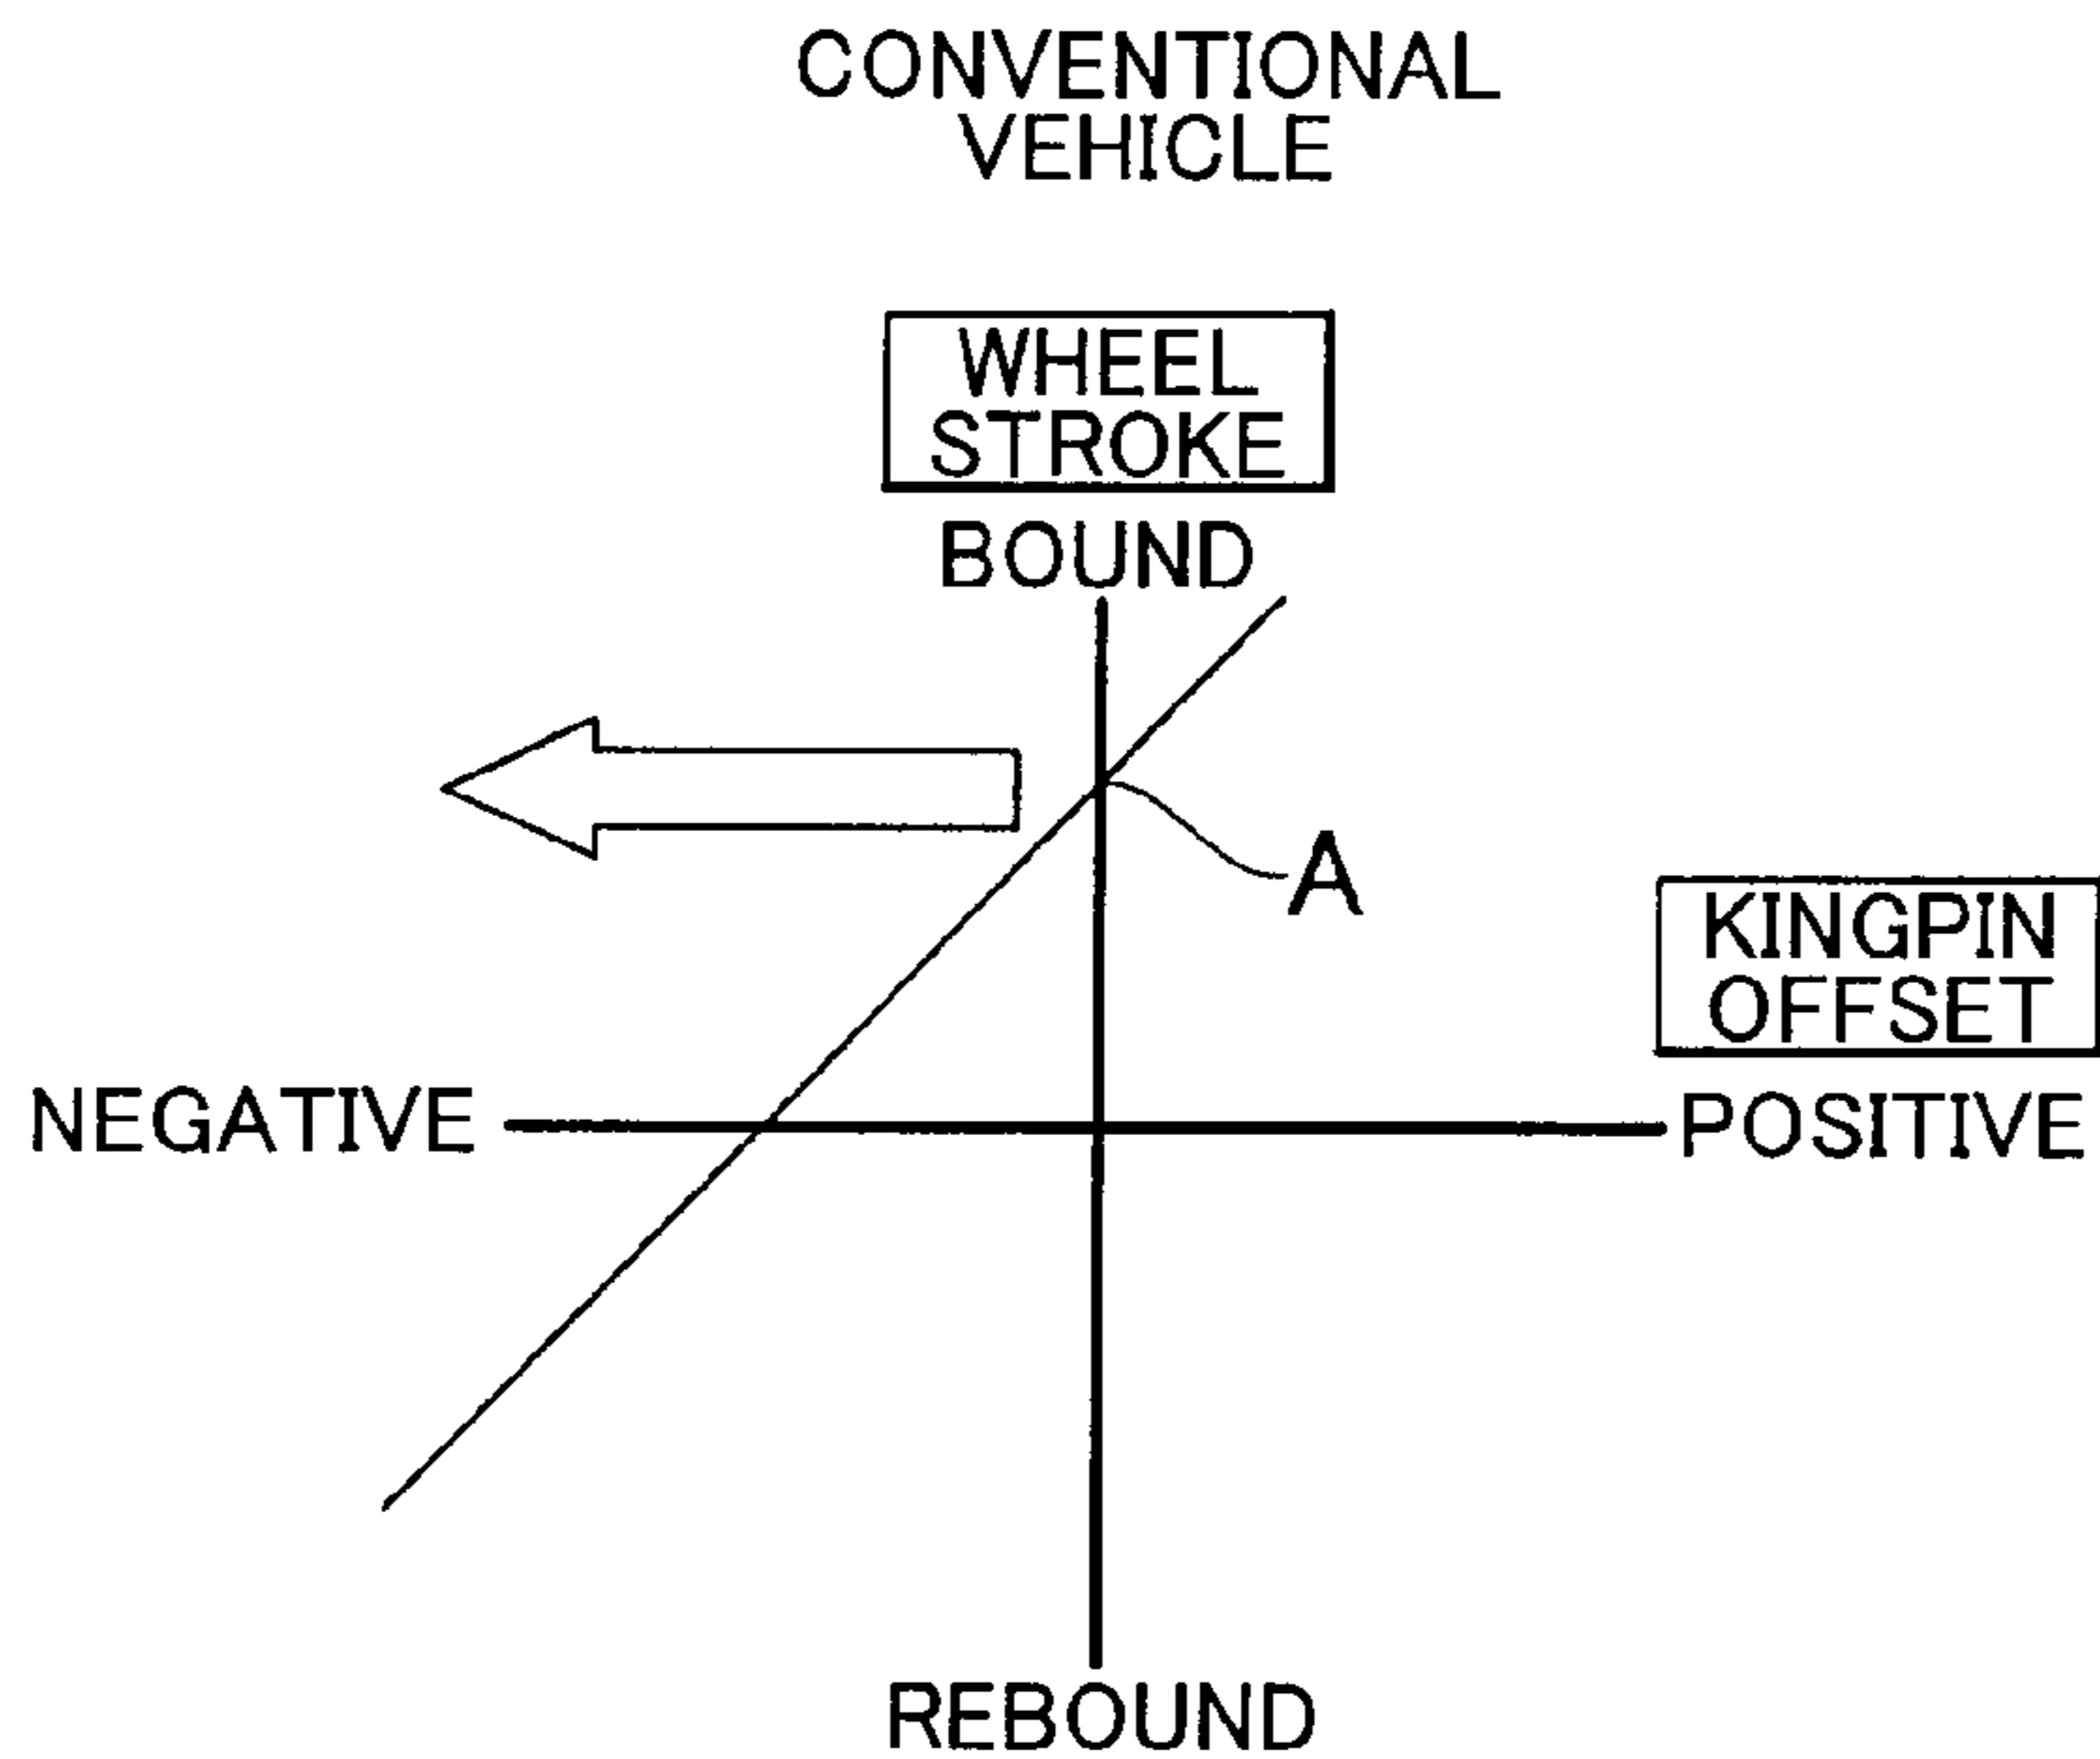 CONVENTIONAL
VEHICLE
WHEEL
STROKE
BOUND
A
KINGPIN
OFFSET
NEGATIVE
POSITIVE
REBOUND